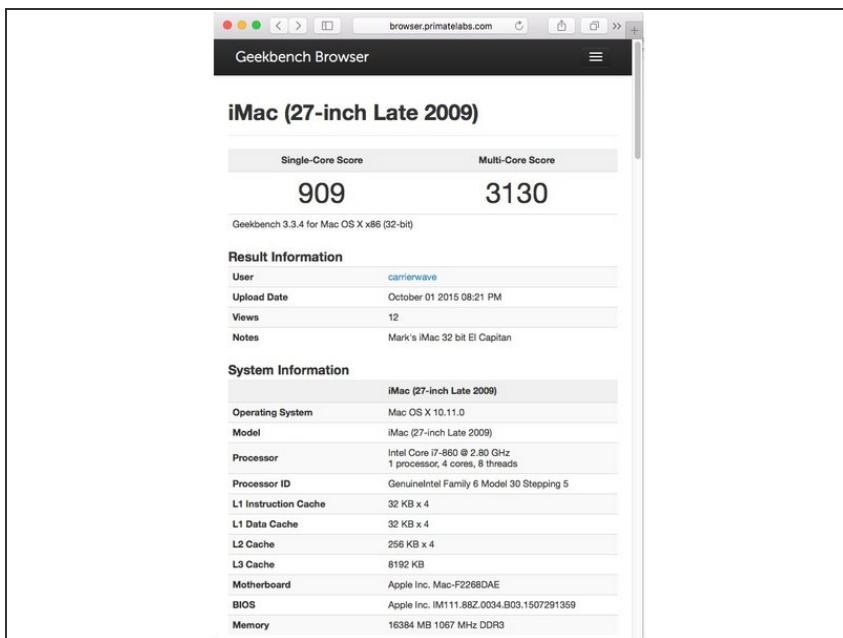 browser.primatelabs.com
Geekbench Browser
iMac (27-inch Late 2009)
Single-Core Score Multi-Core Score
909 3130
Geekbench 3.3.4 for Mac OS X x86 (32-bit)
Result Information
User carrierwave
Upload Date October 01 2015 08:21 PM
Views 12
Notes Mark's iMac 32 bit El Capitan
System Information
iMac (27-inch Late 2009)
Operating System Mac OS X 10.11.0
Model iMac (27-inch Late 2009)
Processor Intel Core i7-860 @ 2.80 GHz
1 processor, 4 cores, 8 threads
Processor ID GenuineIntel Family 6 Model 30 Stepping 5
L1 Instruction Cache 32 KB x 4
L1 Data Cache 32 KB x 4
L2 Cache 256 KB x 4
L3 Cache 8192 KB
Motherboard Apple Inc. Mac-F2268DAE
BIOS Apple Inc. IM111.88Z.0034.B03.1507291359
Memory 16384 MB 1067 MHz DDR3